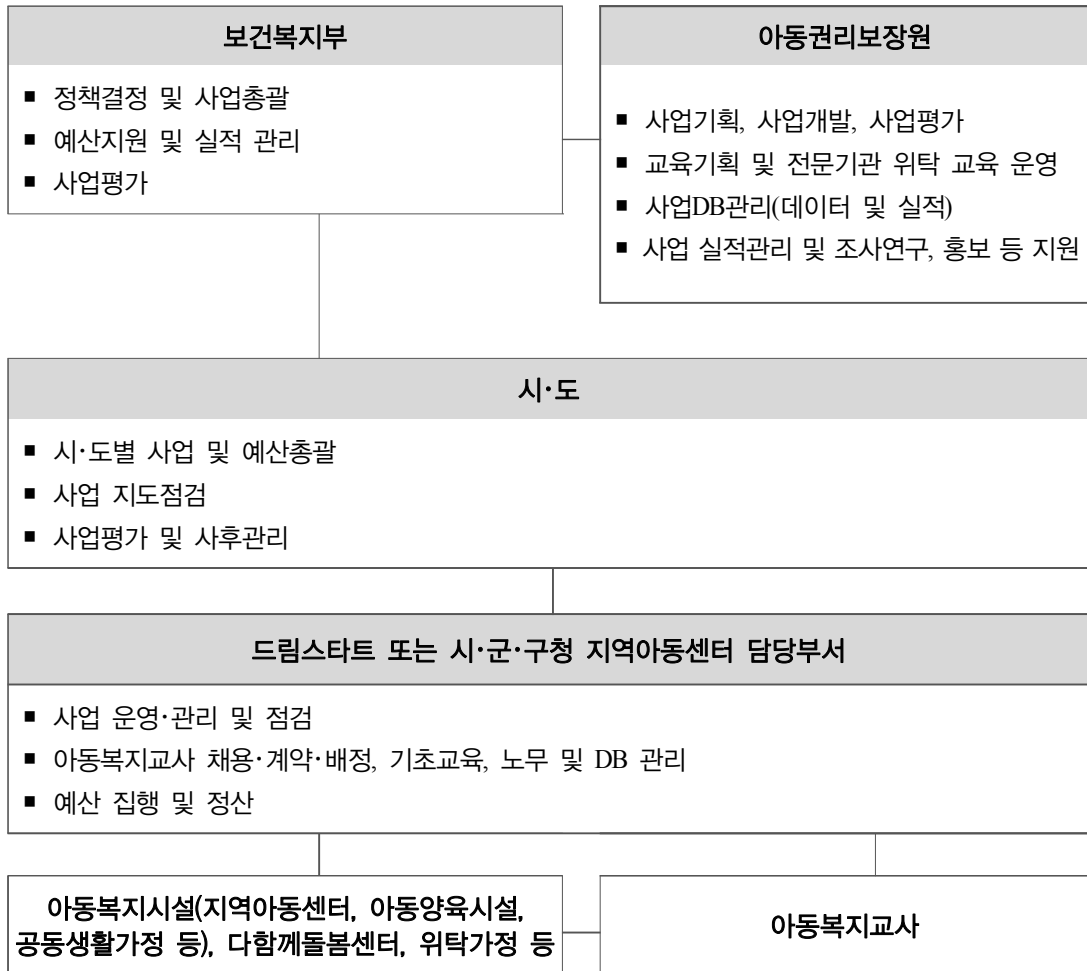 보건복지부
■ 정책결정 및 사업총괄
■ 예산지원 및 실적 관리
■ 사업평가
아동권리보장원
■ 사업기획, 사업개발, 사업평가
■ 교육기획 및 전문기관 위탁 교육 운영
■ 사업DB관리(데이터 및 실적)
■ 사업 실적관리 및 조사연구, 홍보 등 지원
시·도
■ 시·도별 사업 및 예산총괄
■ 사업 지도점검
■ 사업평가 및 사후관리
드림스타트 또는 시·군·구청 지역아동센터 담당부서
■ 사업 운영·관리 및 점검
■ 아동복지교사 채용·계약·배정, 기초교육, 노무 및 DB 관리
■ 예산 집행 및 정산
아동복지시설(지역아동센터, 아동양육시설,
공동생활가정 등), 다함께돌봄센터, 위탁가정 등
아동복지교사